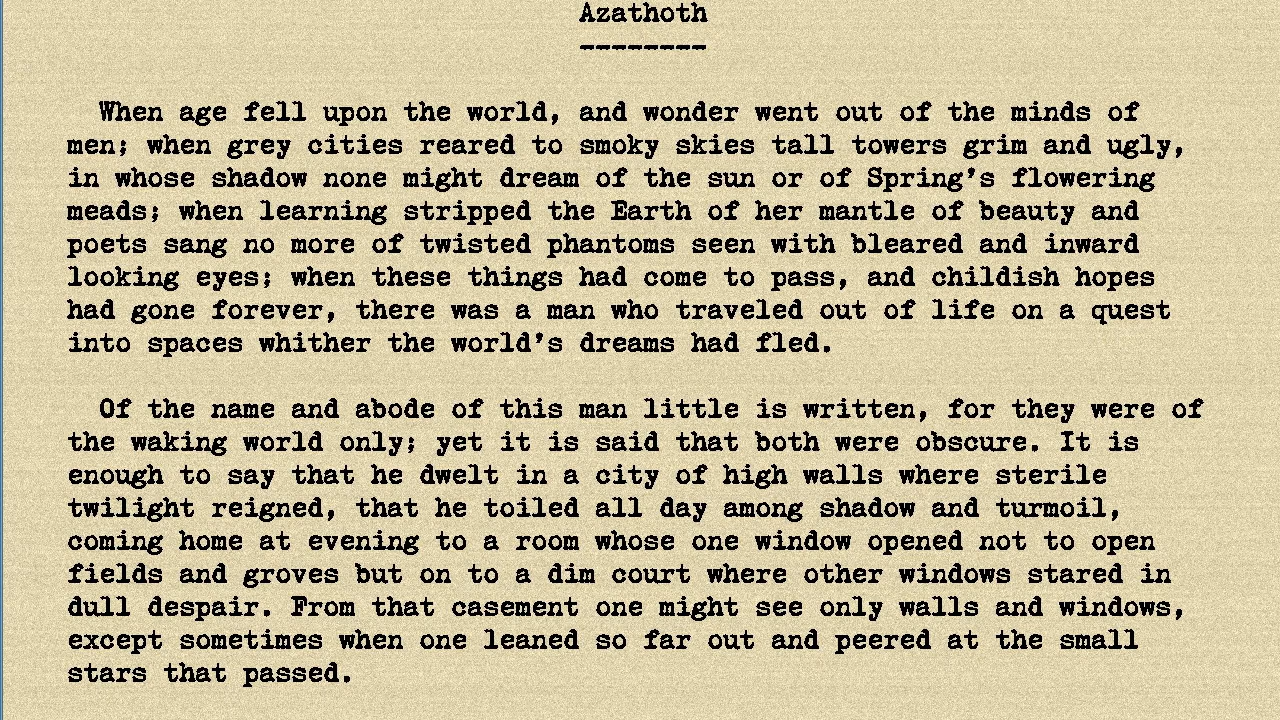 Azathoth
--------
When age fell upon the world, and wonder went out of the minds of
men; when grey cities reared to smoky skies tall towers grim and ugly,
in whose shadow none might dream of the sun or of Spring's flowering
meads; when learning stripped the Earth of her mantle of beauty and
poets sang no more of twisted phantoms seen with bleared and inward
looking eyes; when these things had come to pass, and childish hopes
had gone forever, there was a man who traveled out of life on a quest
into spaces whither the world's dreams had fled.
Of the name and abode of this man little is written, for they were of
the waking world only; yet it is said that both were obscure. It is
enough to say that he dwelt in a city of high walls where sterile
twilight reigned, that he toiled all day among shadow and turmoil,
coming home at evening to a room whose one window opened not to open
fields and groves but on to a dim court where other windows stared in
dull despair. From that casement one might see only walls and windows,
except sometimes when one leaned so far out and peered at the small
stars that passed.